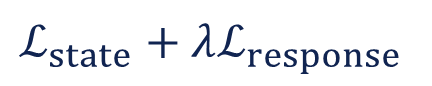 ℒstate + λℒresponse